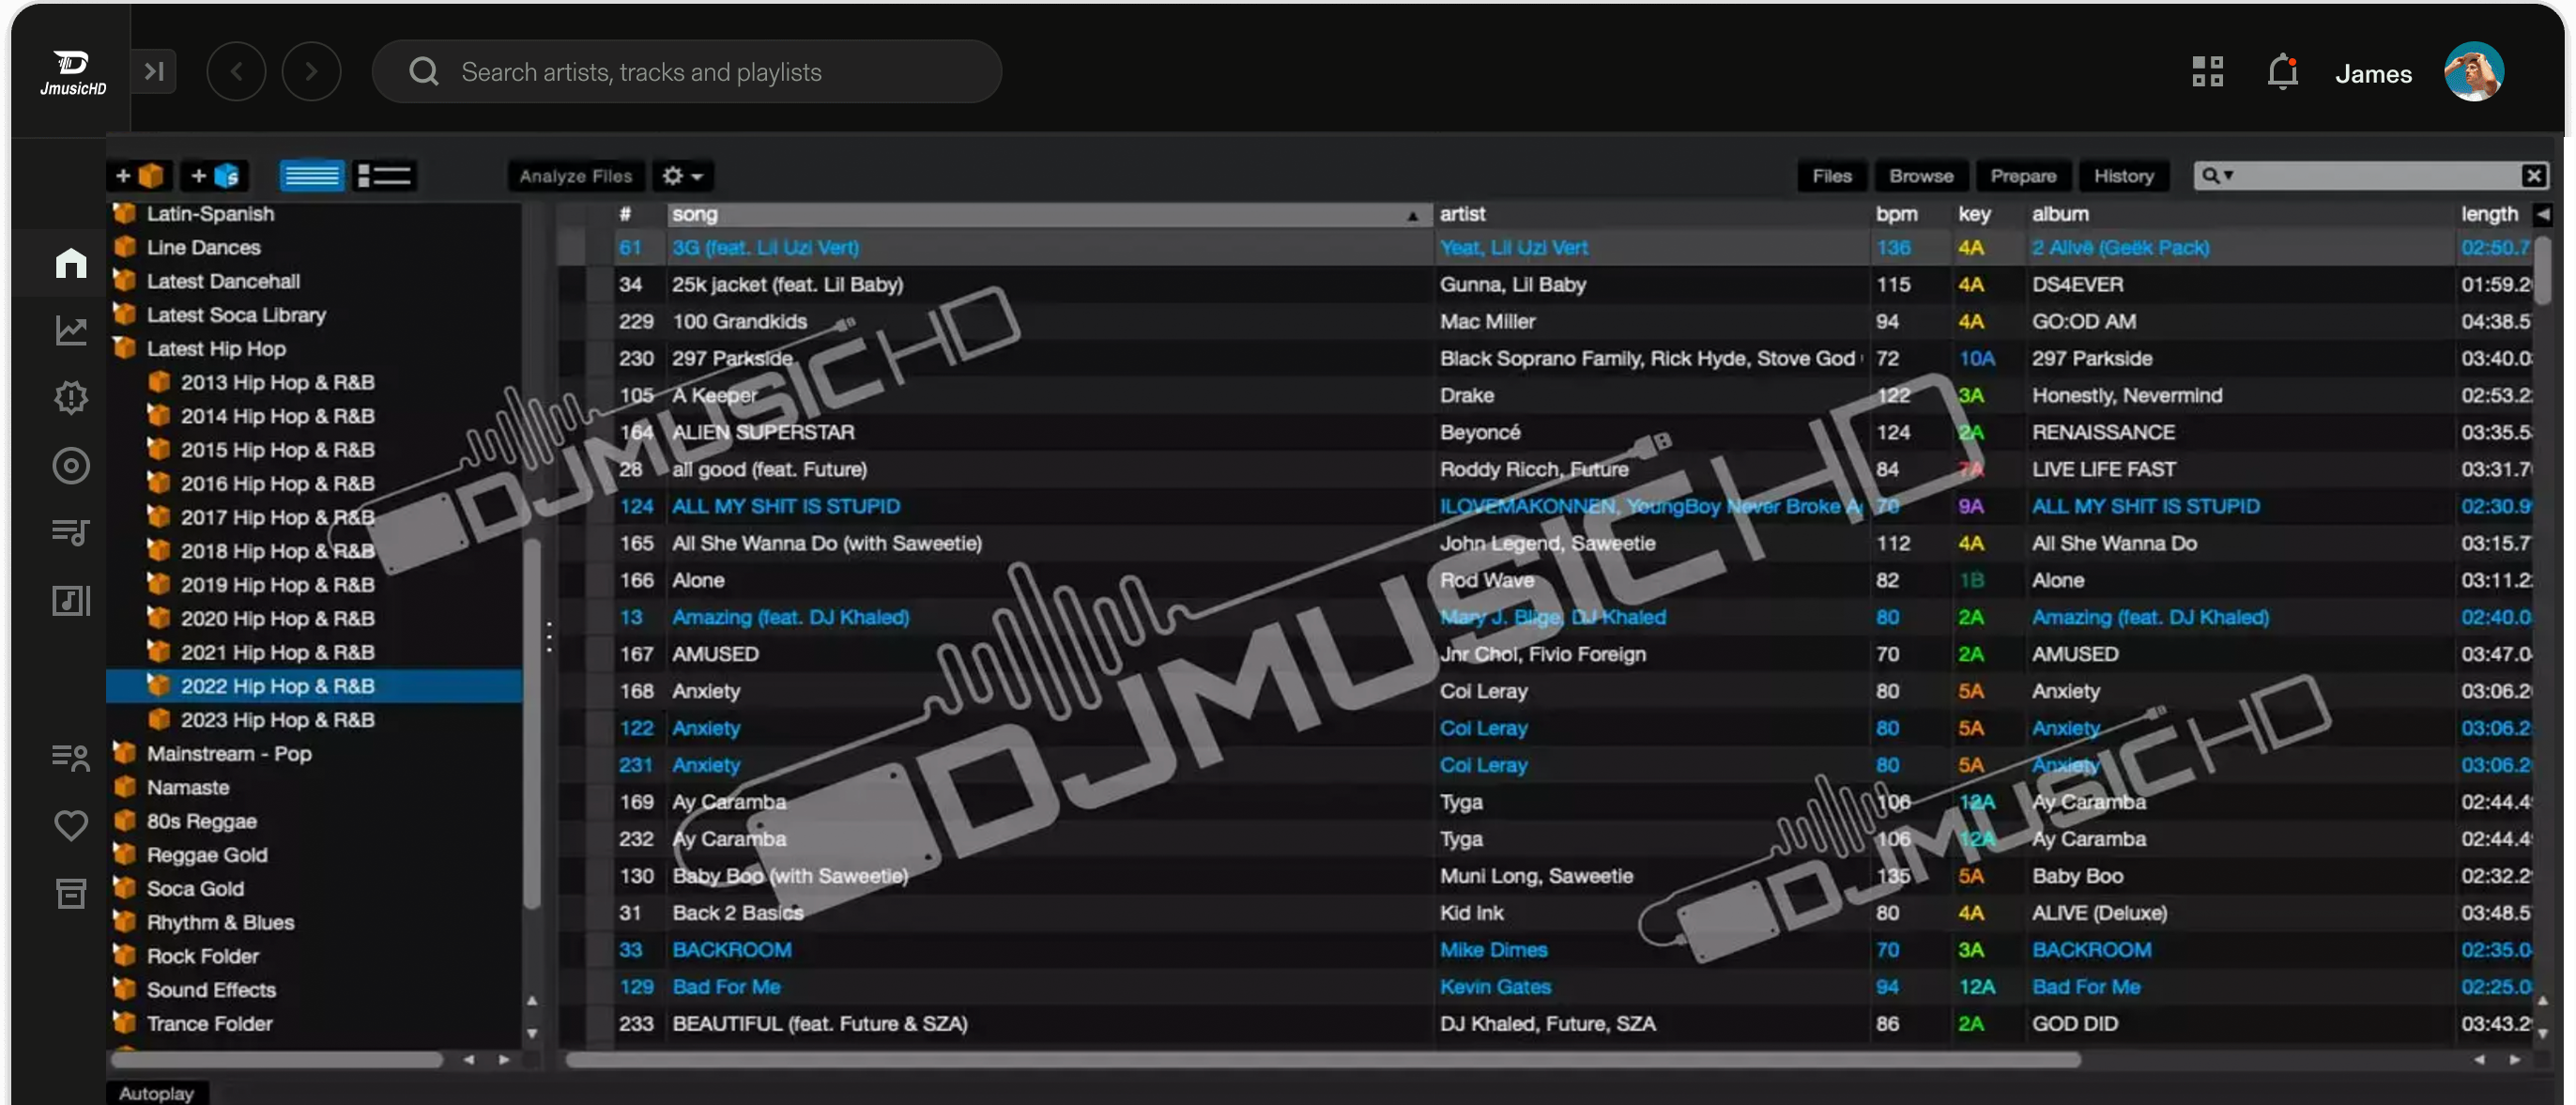 JmusicHD
Search artists, tracks and playlists
James
Analyze Files
Files Browse Prepare History
Latin-Spanish
Line Dances
Latest Dancehall
Latest Soca Library
Latest Hip Hop
2013 Hip Hop & R&B
2014 Hip Hop & R&B
2015 Hip Hop & R&B
2016 Hip Hop & R&B
2017 Hip Hop & R&B
2018 Hip Hop & R&B
2019 Hip Hop & R&B
2020 Hip Hop & R&B
2021 Hip Hop & R&B
2022 Hip Hop & R&B
2023 Hip Hop & R&B
Mainstream - Pop
Namaste
80s Reggae
Reggae Gold
Soca Gold
Rhythm & Blues
Rock Folder
Sound Effects
Trance Folder
# song artist bpm key album length
61 3G (feat. Lil Uzi Vert) Yeat, Lil Uzi Vert 136 4A 2 Alivë (Geëk Pack) 02:50.7
34 25k jacket (feat. Lil Baby) Gunna, Lil Baby 115 4A DS4EVER 01:59.2
229 100 Grandkids Mac Miller 94 4A GO:OD AM 04:38.5
230 297 Parkside Black Soprano Family, Rick Hyde, Stove God 72 10A 297 Parkside 03:40.0
105 A Keeper Drake 122 3A Honestly, Nevermind 02:53.2
164 ALIEN SUPERSTAR Beyoncé 124 2A RENAISSANCE 03:35.5
28 all good (feat. Future) Roddy Ricch, Future 84 7A LIVE LIFE FAST 03:31.7
124 ALL MY SHIT IS STUPID ILOVEMAKONNEN, YoungBoy Never Broke 70 9A ALL MY SHIT IS STUPID 02:30.9
165 All She Wanna Do (with Saweetie) John Legend, Saweetie 112 4A All She Wanna Do 03:15.7
166 Alone Rod Wave 82 1B Alone 03:11.2
13 Amazing (feat. DJ Khaled) Mary J. Blige, DJ Khaled 80 2A Amazing (feat. DJ Khaled) 02:40.0
167 AMUSED Jnr Choi, Fivio Foreign 70 2A AMUSED 03:47.0
168 Anxiety Coi Leray 80 5A Anxiety 03:06.2
122 Anxiety Coi Leray 80 5A Anxiety 03:06.2
231 Anxiety Coi Leray 80 5A Anxiety 03:06.2
169 Ay Caramba Tyga 106 12A Ay Caramba 02:44.4
232 Ay Caramba Tyga 106 12A Ay Caramba 02:44.4
130 Baby Boo (with Saweetie) Muni Long, Saweetie 135 5A Baby Boo 02:32.2
31 Back 2 Basics Kid Ink 80 4A ALIVE (Deluxe) 03:48.5
33 BACKROOM Mike Dimes 70 3A BACKROOM 02:35.0
129 Bad For Me Kevin Gates 94 12A Bad For Me 02:25.0
233 BEAUTIFUL (feat. Future & SZA) DJ Khaled, Future, SZA 86 2A GOD DID 03:43.2
DJMUSICHD
DJMUSICHD
DJMUSICHD
Autoplay